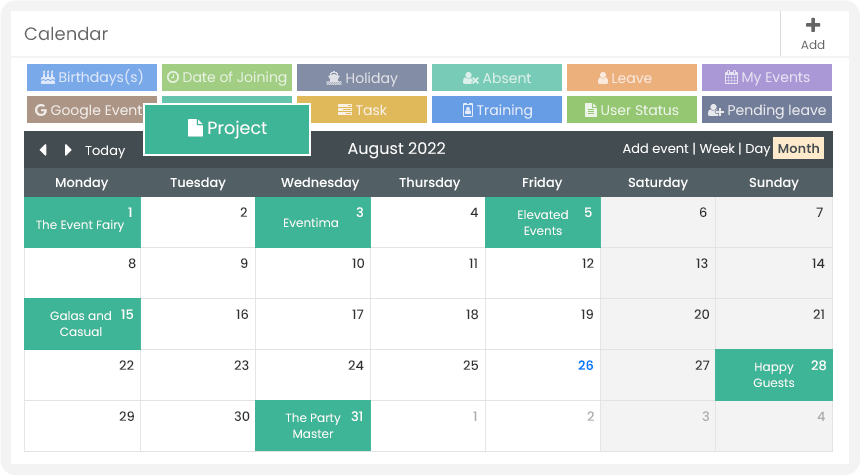 Calendar
Add
Birthdays(s) Date of Joining Holiday Absent Leave My Events
Google Event Project Task Training User Status Pending leave
Today August 2022 Add event | Week | Day Month
Monday Tuesday Wednesday Thursday Friday Saturday Sunday
1 2 3 4 5 6 7
The Event Fairy Eventima Elevated
Events
8 9 10 11 12 13 14
Galas and 15 16 17 18 19 20 21
Casual
22 23 24 25 26 27 Happy 28
Guests
29 30 The Party 31 1 2 3 4
Master